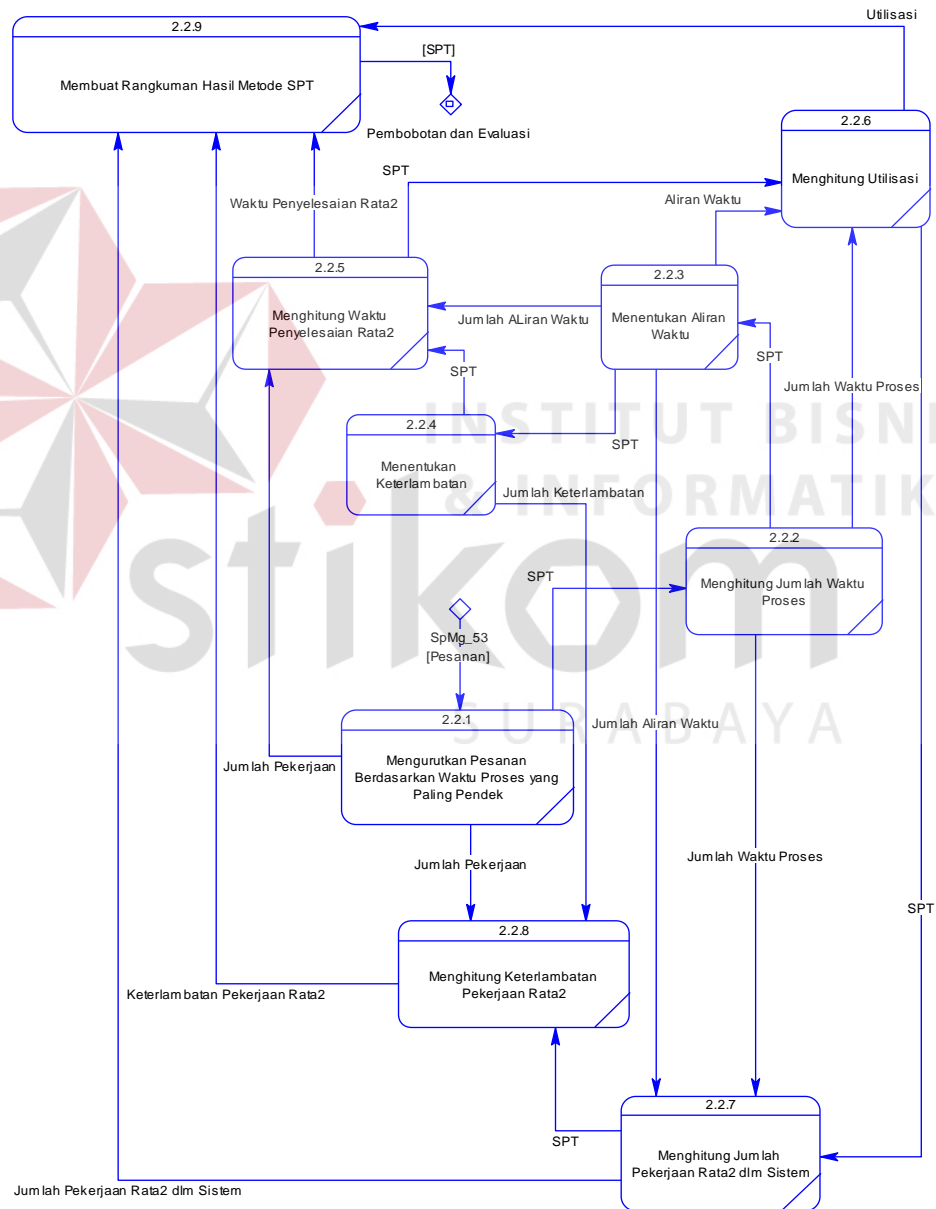 Utilisasi
2.2.9
[SPT]
Membuat Rangkuman Hasil Metode SPT
Pembobotan dan Evaluasi
2.2.6
Menghitung Utilisasi
SPT
Waktu Penyelesaian Rata2
Aliran Waktu
2.2.5
Menghitung Waktu
Penyelesaian Rata2
2.2.3
Menentukan Aliran
Waktu
Jumlah ALiran Waktu
SPT
SPT
Jumlah Waktu Proses
2.2.4
Menentukan
Keterlambatan
SPT
Jumlah Keterlambatan
INSTITUT BISNI
& INFORMATIK
stikom
SURABAYA
2.2.2
Menghitung Jumlah Waktu
Proses
SPT
SpMg_53
[Pesanan]
2.2.1
Mengurutkan Pesanan
Berdasarkan Waktu Proses yang
Paling Pendek
Jumlah Aliran Waktu
Jumlah Pekerjaan
Jumlah Pekerjaan
Jumlah Waktu Proses
SPT
2.2.8
Menghitung Keterlambatan
Pekerjaan Rata2
Keterlambatan Pekerjaan Rata2
2.2.7
Menghitung Jumlah
Pekerjaan Rata2 dlm Sistem
SPT
Jumlah Pekerjaan Rata2 dlm Sistem